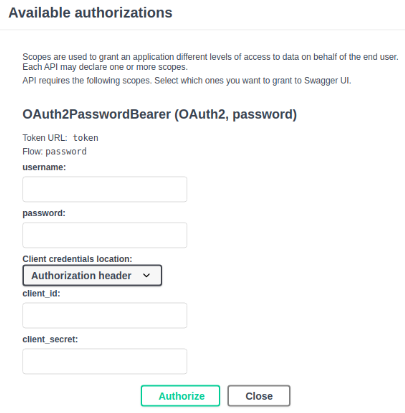 Available authorizations
Scopes are used to grant an application different levels of access to data on behalf of the end user.
Each API may declare one or more scopes.
API requires the following scopes. Select which ones you want to grant to Swagger UI.
OAuth2PasswordBearer (OAuth2, password)
Token URL: token
Flow: password
username:
password:
Client credentials location:
Authorization header
client_id:
client_secret:
Authorize Close